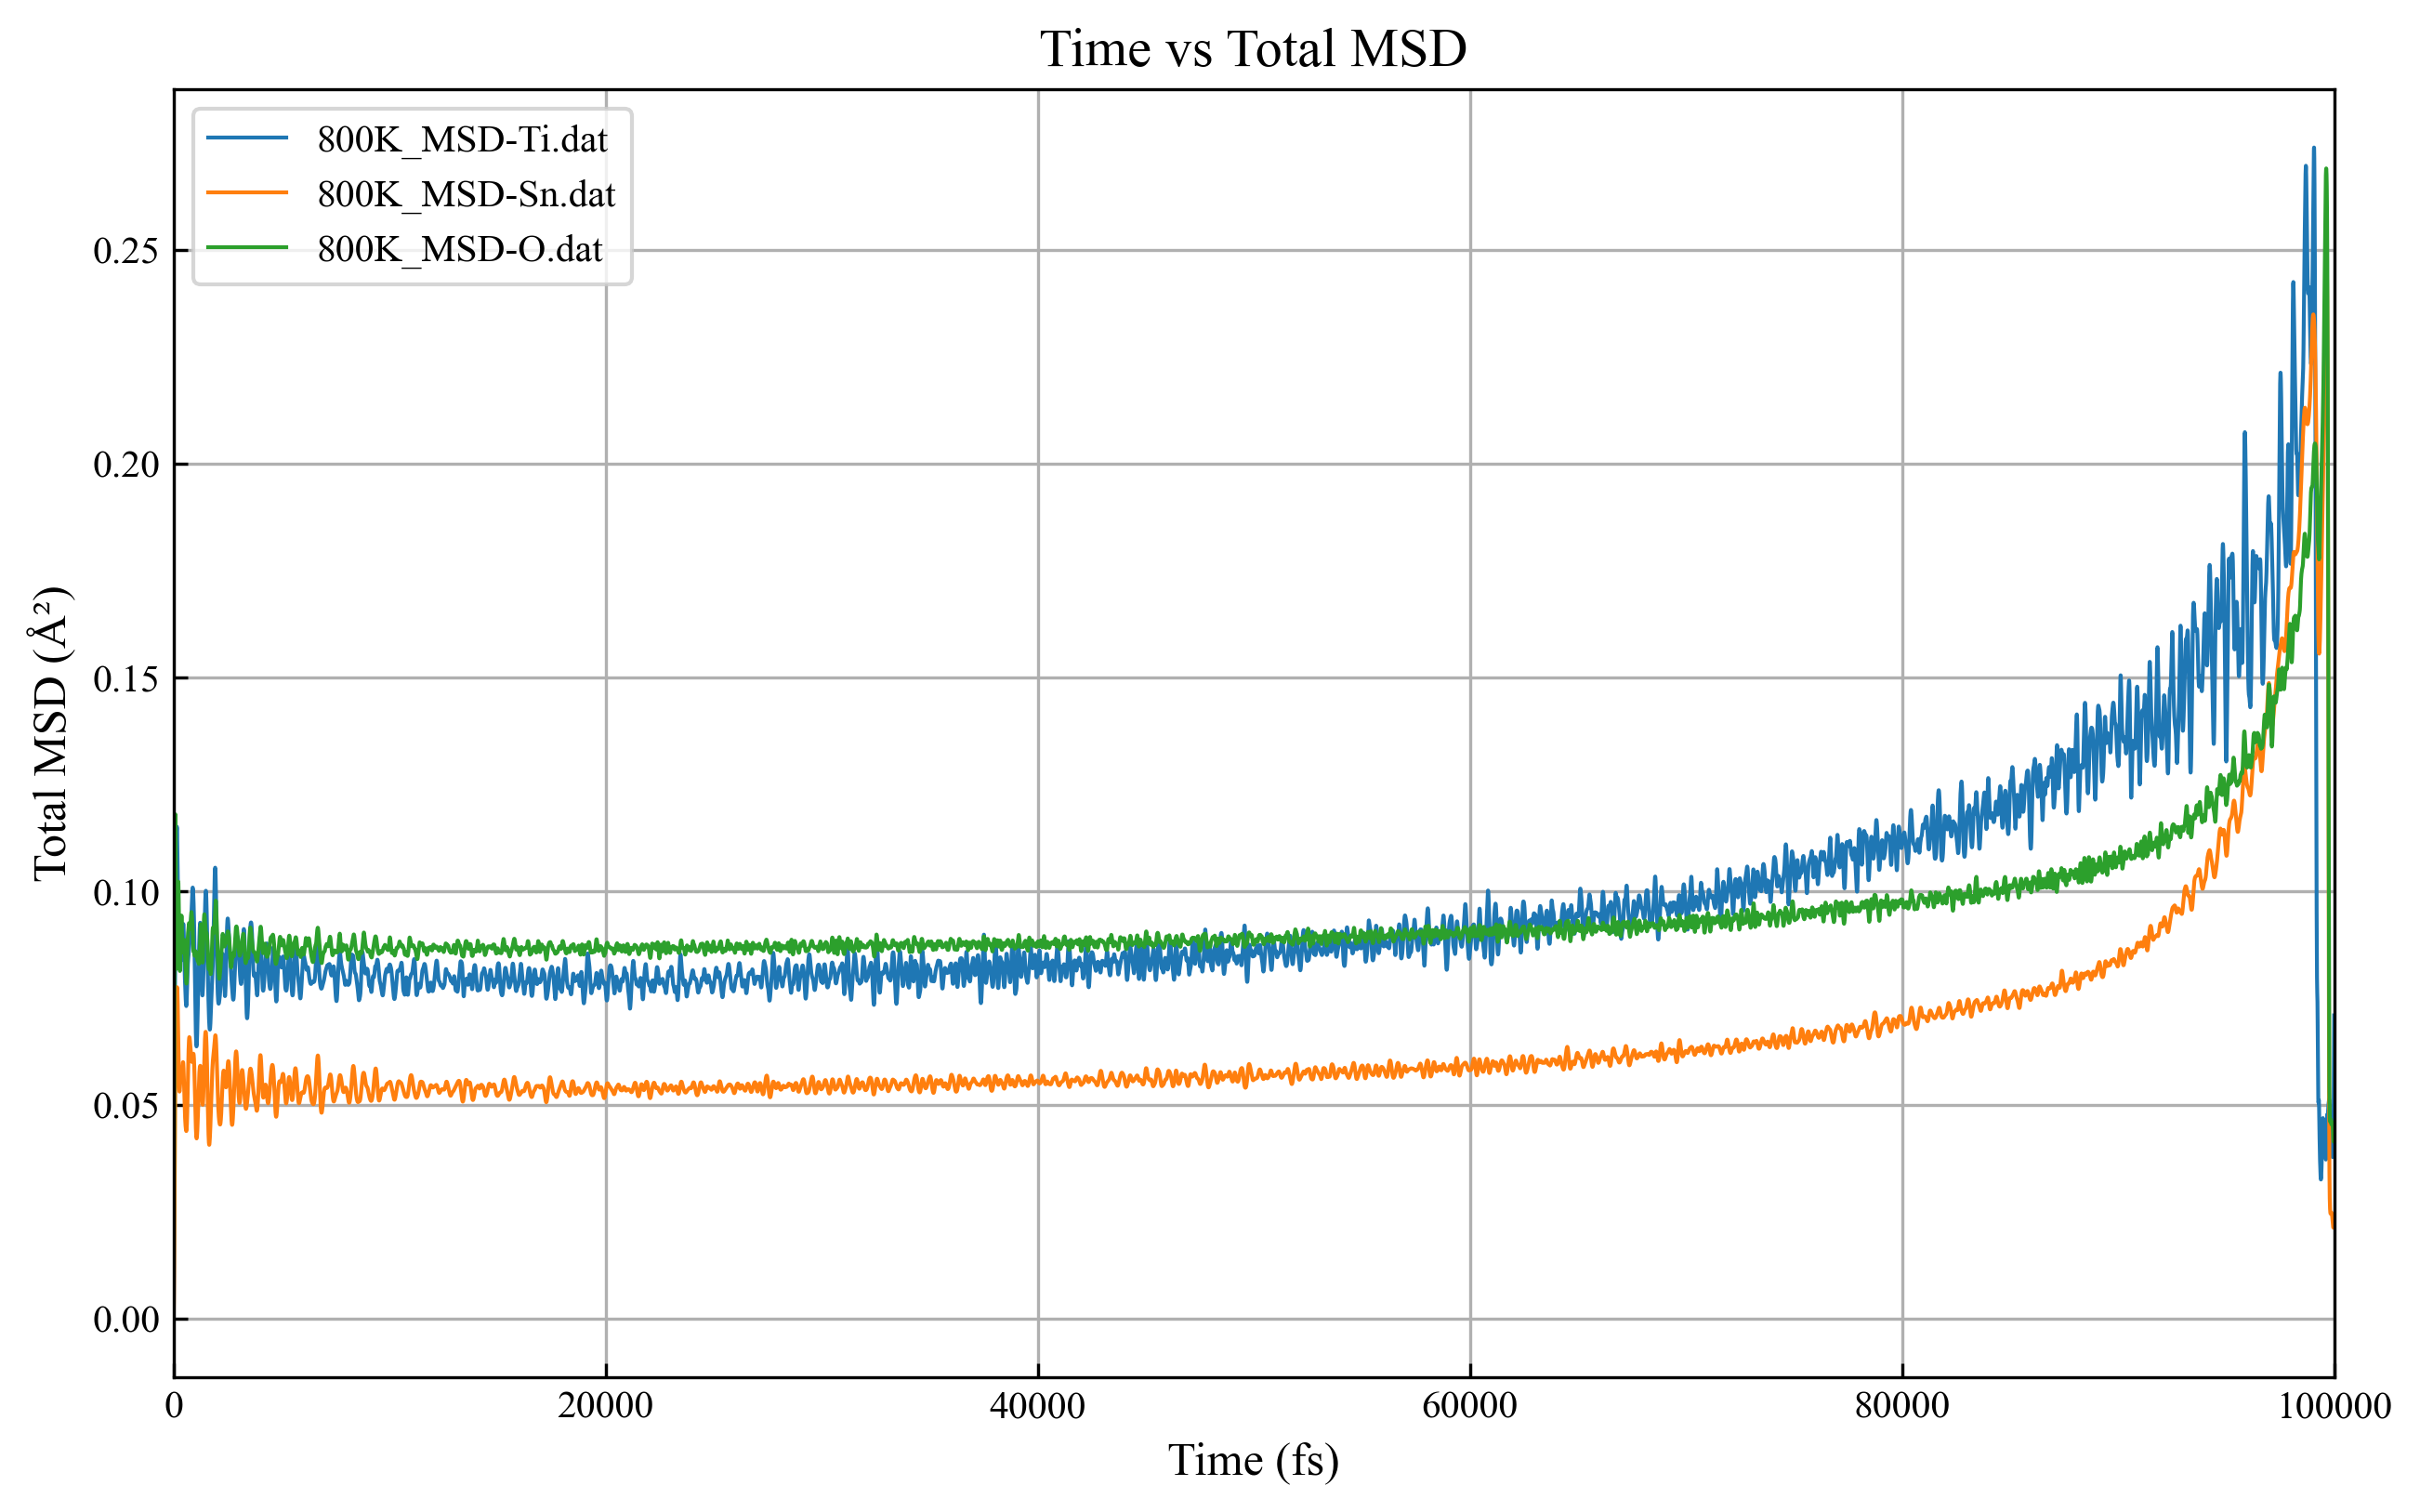 Time vs Total MSD
800K_MSD-Ti.dat
800K_MSD-Sn.dat
800K_MSD-O.dat
Total MSD (Å²)
0.25
0.20
0.15
0.10
0.05
0.00
0 20000 40000 60000 80000 100000
Time (fs)